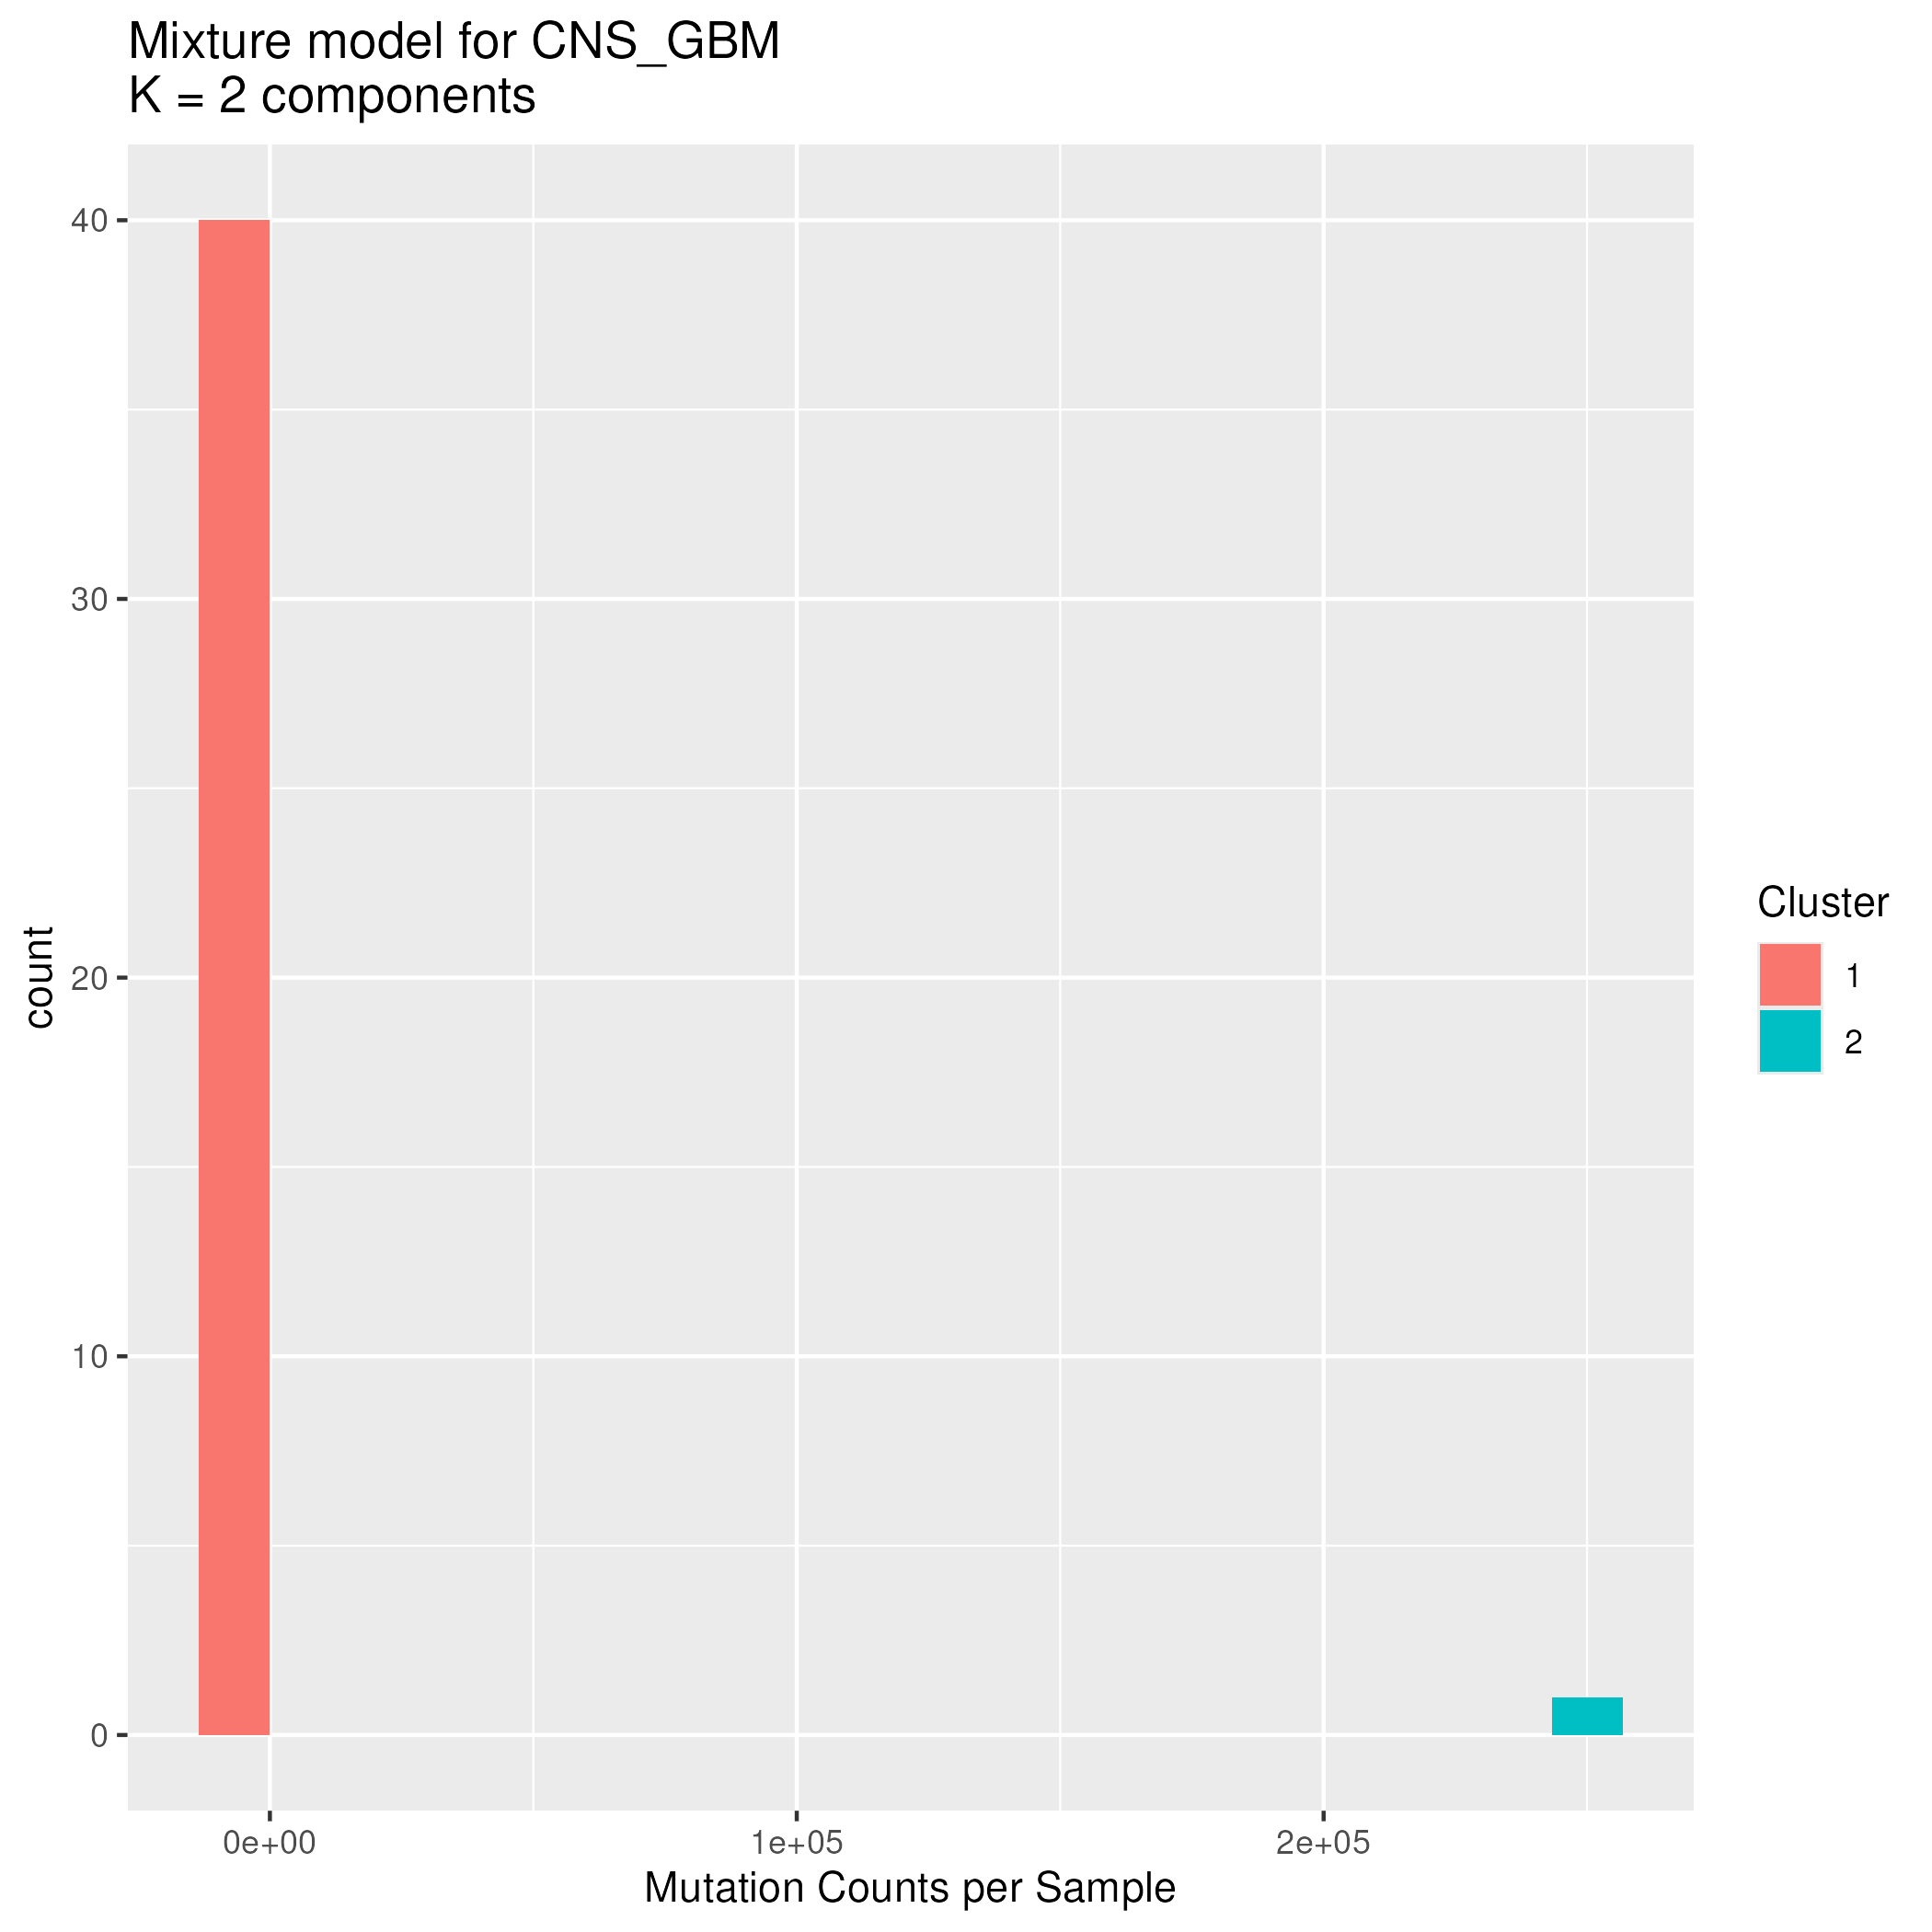 Mixture model for CNS_GBM
K = 2 components
40
30
20
10
0
count
0e+00
1e+05
2e+05
Mutation Counts per Sample
Cluster
1
2